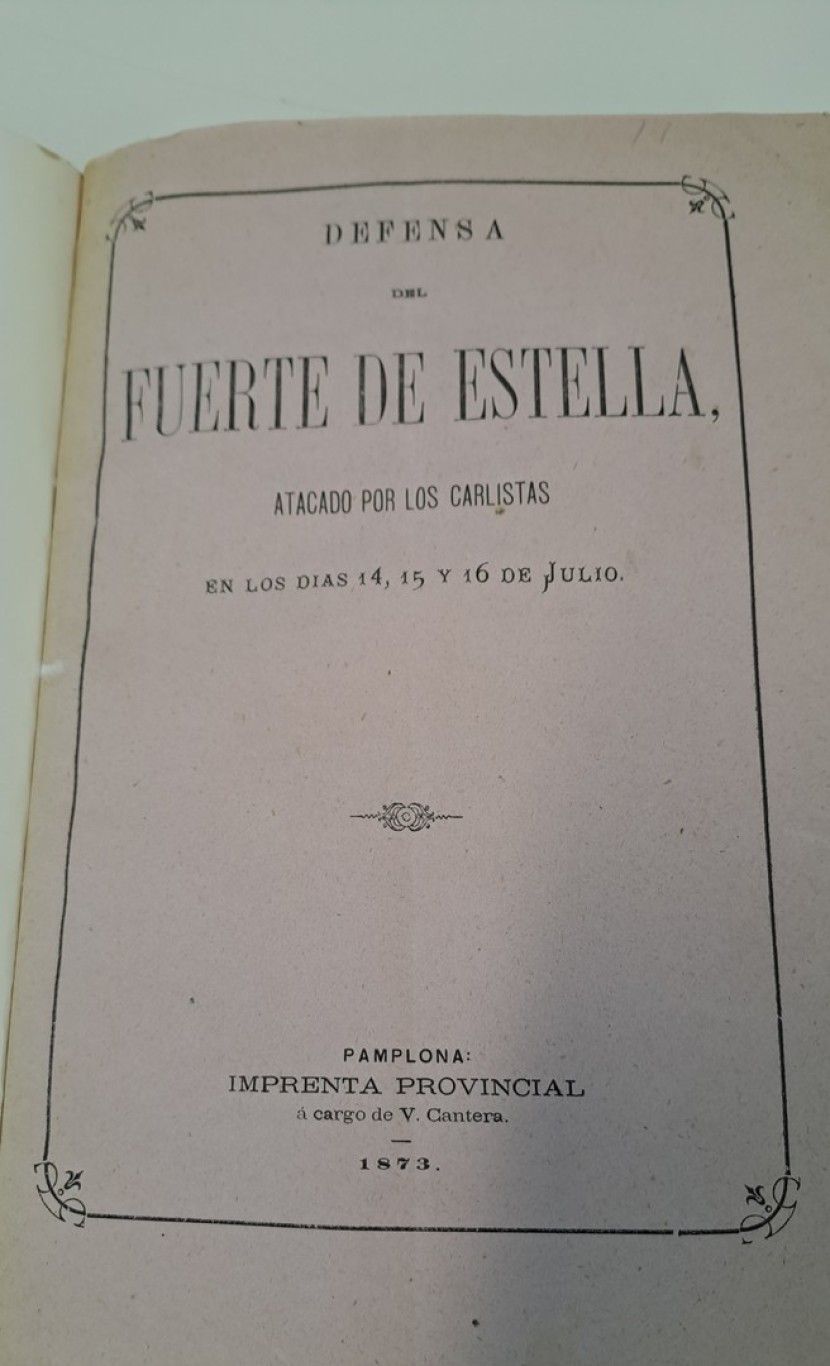 DEFENSA
DEL
FUERTE DE ESTELLA,
ATACADO POR LOS CARLISTAS
EN LOS DIAS 14, 15 Y 16 DE JULIO.
PAMPLONA:
IMPRENTA PROVINCIAL
á cargo de V. Cantera.
1873.